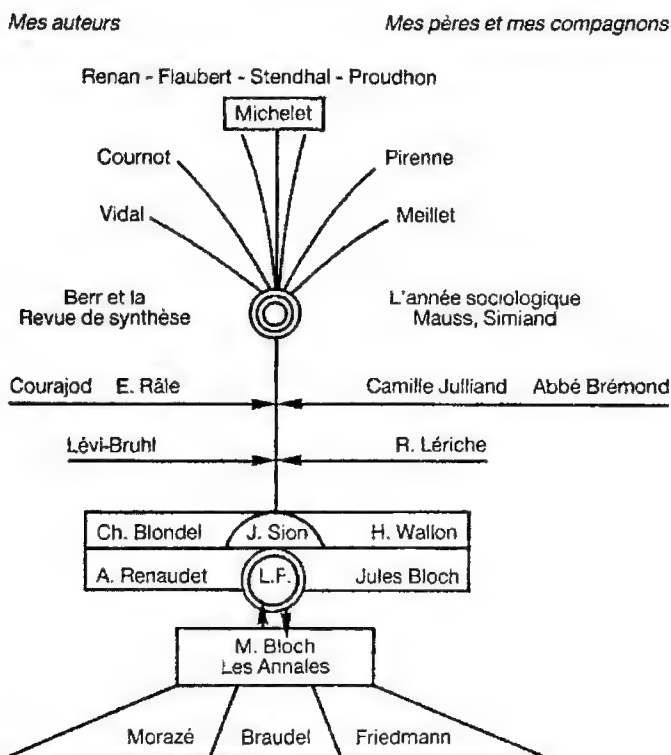 Mes auteurs Mes pères et mes compagnons
Renan - Flaubert - Stendhal - Proudhon
Michelet
Cournot Pirenne
Vidal Meillet
Berr et la
Revue de synthèse
L'année sociologique
Mauss, Simiand
Courajod E. Râle Camille Julliand Abbé Brémond
Lévi-Bruhl R. Lériche
Ch. Blondel J. Sion H. Wallon
A. Renaudet L.F. Jules Bloch
M. Bloch
Les Annales
Morazé Braudel Friedmann